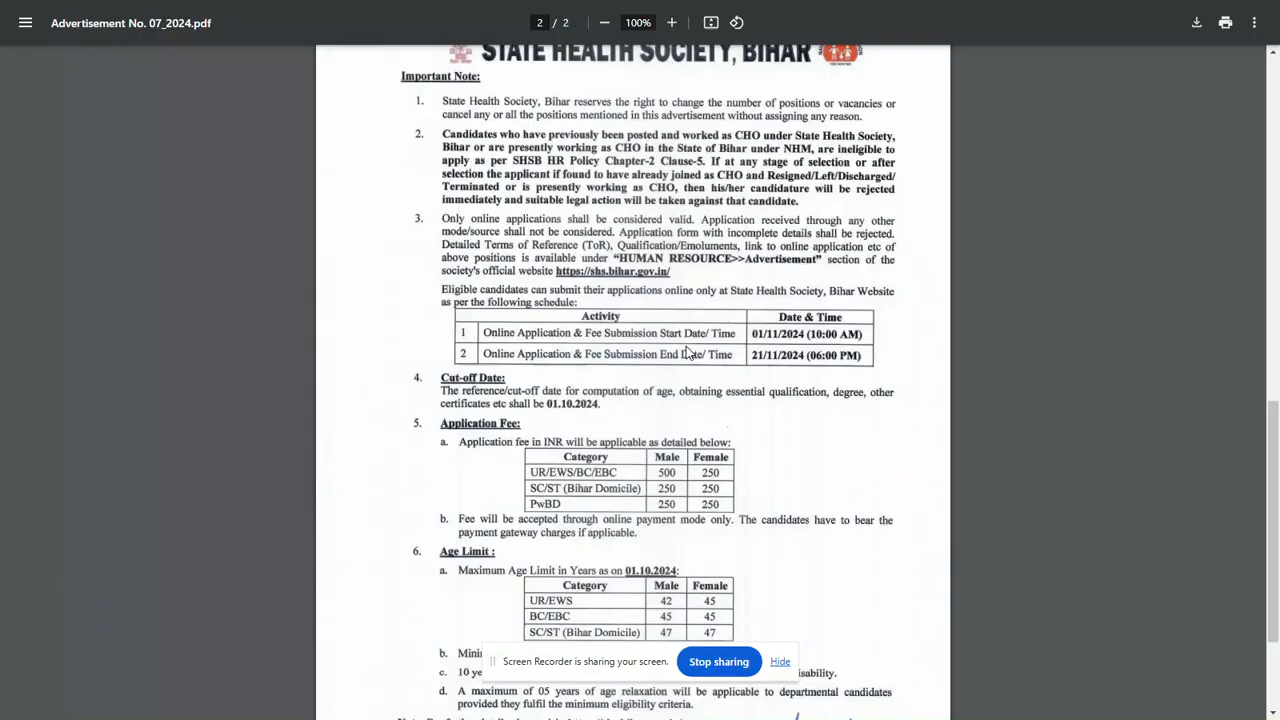 Advertisement No. 07_2024.pdf
2 / 2
100%
STATE HEALTH SOCIETY, BIHAR
Important Note:
1. State Health Society, Bihar reserves the right to change the number of positions or vacancies or
cancel any or all the positions mentioned in this advertisement without assigning any reason.
2. Candidates who have previously been posted and worked as CHO under State Health Society,
Bihar or are presently working as CHO in the State of Bihar under NHM, are ineligible to
apply as per SHSB HR Policy Chapter-2 Clause-5. If at any stage of selection or after
selection the applicant if found to have already joined as CHO and Resigned/Left/Discharged/
Terminated or is presently working as CHO, then his/her candidature will be rejected
immediately and suitable legal action will be taken against that candidate.
3. Only online applications shall be considered valid. Application received through any other
mode/source shall not be considered. Application form with incomplete details shall be rejected.
Detailed Terms of Reference (ToR), Qualification/Emoluments, link to online application etc of
above positions is available under “HUMAN RESOURCE>>Advertisement” section of the
society's official website https://shs.bihar.gov.in/
Eligible candidates can submit their applications online only at State Health Society, Bihar Website
as per the following schedule:
Activity Date & Time
1 Online Application & Fee Submission Start Date/ Time 01/11/2024 (10:00 AM)
2 Online Application & Fee Submission End Date/ Time 21/11/2024 (06:00 PM)
4. Cut-off Date:
The reference/cut-off date for computation of age, obtaining essential qualification, degree, other
certificates etc shall be 01.10.2024.
5. Application Fee:
a. Application fee in INR will be applicable as detailed below:
Category Male Female
UR/EWS/BC/EBC 500 250
SC/ST (Bihar Domicile) 250 250
PwBD 250 250
b. Fee will be accepted through online payment mode only. The candidates have to bear the
payment gateway charges if applicable.
6. Age Limit :
a. Maximum Age Limit in Years as on 01.10.2024:
Category Male Female
UR/EWS 42 45
BC/EBC 45 45
SC/ST (Bihar Domicile) 47 47
b.
Screen Recorder is sharing your screen. Stop sharing Hide
c. 10
d. A maximum of 05 years of age relaxation will be applicable to departmental candidates
provided they fulfil the minimum eligibility criteria.